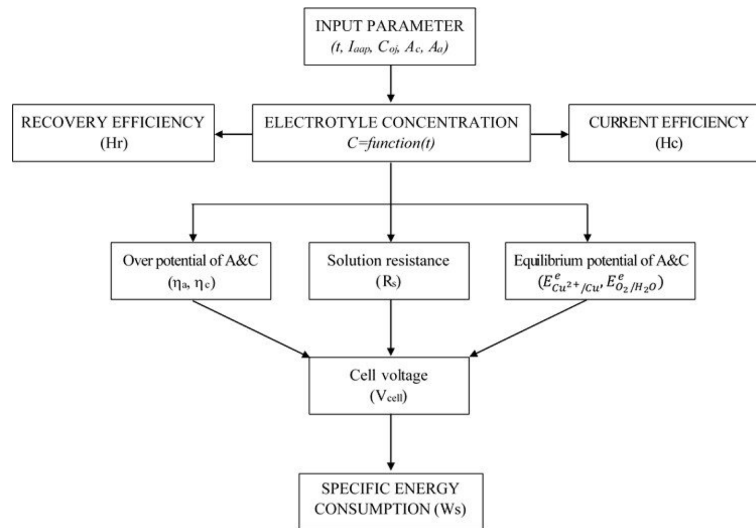 INPUT PARAMETER
(t, Iaap, Coj, Ac, Aa)
RECOVERY EFFICIENCY
(Hr)
ELECTROTYLE CONCENTRATION
C=function(t)
CURRENT EFFICIENCY
(Hc)
Over potential of A&C
(ηa, ηc)
Solution resistance
(Rs)
Equilibrium potential of A&C
(E^e_{Cu²⁺/Cu}, E^e_{O₂/H₂O})
Cell voltage
(Vcell)
SPECIFIC ENERGY
CONSUMPTION (Ws)